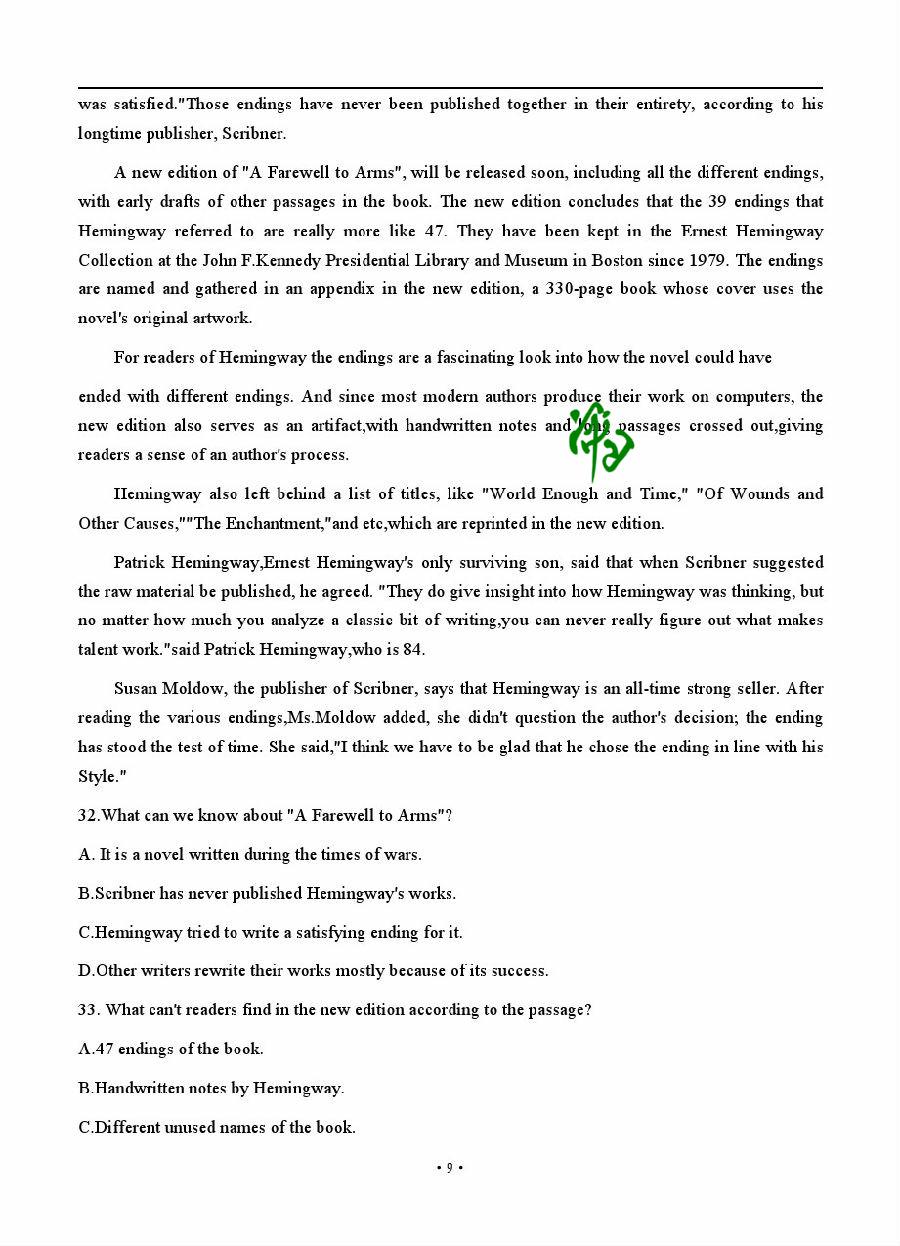 was satisfied."Those endings have never been published together in their entirety, according to his
longtime publisher, Scribner.
A new edition of "A Farewell to Arms", will be released soon, including all the different endings,
with early drafts of other passages in the book. The new edition concludes that the 39 endings that
Hemingway referred to are really more like 47. They have been kept in the Ernest Hemingway
Collection at the John F.Kennedy Presidential Library and Museum in Boston since 1979. The endings
are named and gathered in an appendix in the new edition, a 330-page book whose cover uses the
novel's original artwork.
For readers of Hemingway the endings are a fascinating look into how the novel could have
ended with different endings. And since most modern authors produce their work on computers, the
new edition also serves as an artifact,with handwritten notes and long passages crossed out,giving
readers a sense of an author's process.
Hemingway also left behind a list of titles, like "World Enough and Time," "Of Wounds and
Other Causes,""The Enchantment,"and etc,which are reprinted in the new edition.
Patrick Hemingway,Ernest Hemingway's only surviving son, said that when Scribner suggested
the raw material be published, he agreed. "They do give insight into how Hemingway was thinking, but
no matter how much you analyze a classic bit of writing,you can never really figure out what makes
talent work."said Patrick Hemingway,who is 84.
Susan Moldow, the publisher of Scribner, says that Hemingway is an all-time strong seller. After
reading the various endings,Ms.Moldow added, she didn't question the author's decision; the ending
has stood the test of time. She said,"I think we have to be glad that he chose the ending in line with his
Style."
32.What can we know about "A Farewell to Arms"?
A. It is a novel written during the times of wars.
B.Scribner has never published Hemingway's works.
C.Hemingway tried to write a satisfying ending for it.
D.Other writers rewrite their works mostly because of its success.
33. What can't readers find in the new edition according to the passage?
A.47 endings of the book.
B.Handwritten notes by Hemingway.
C.Different unused names of the book.
• 9 •